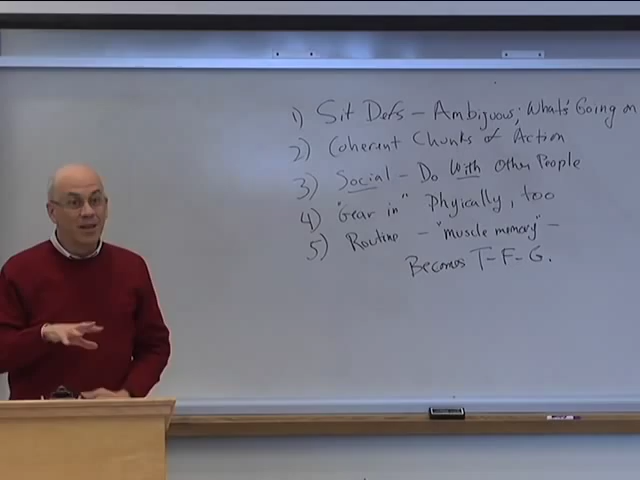 1) Sit Defs - Ambiguous; What's Going on
2) Coherent Chunks of Action
3) Social - Do With Other People
4) "Gear in" Phyically, too
5) Routine - "muscle memory" -
Becomes T-F-G.